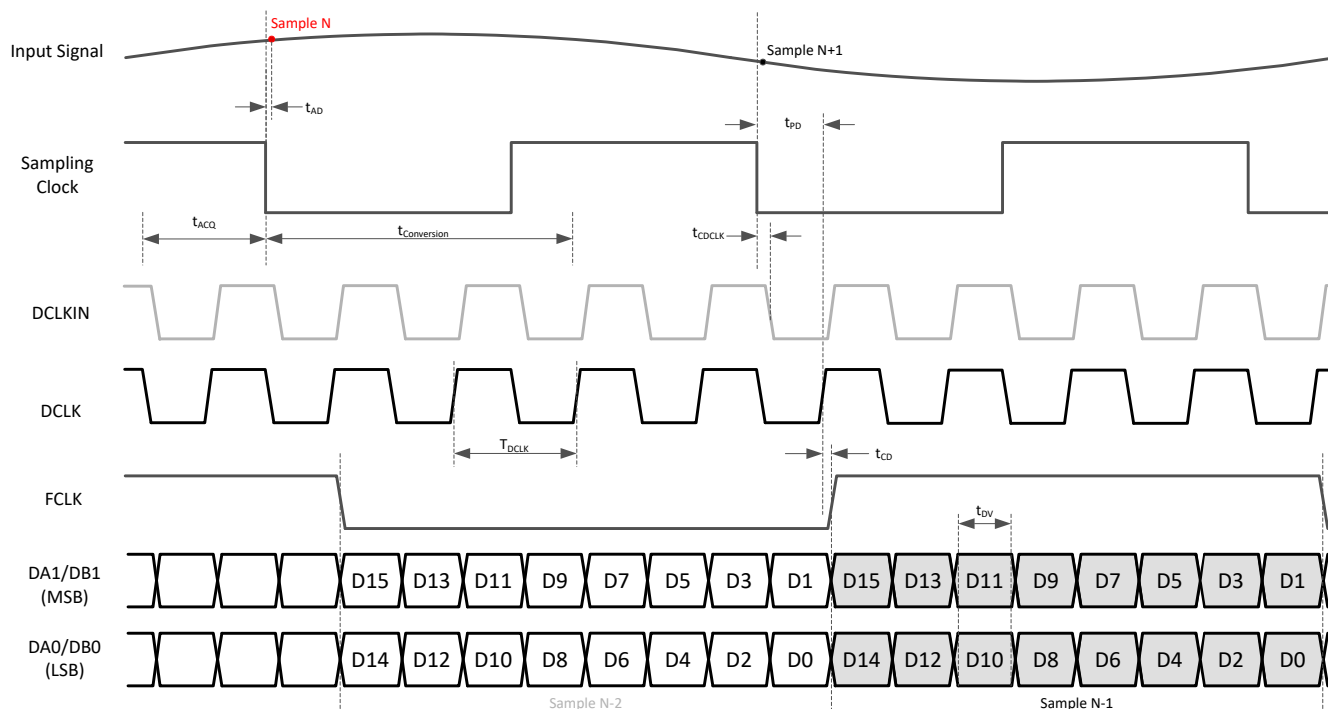 Sample N
Input Signal
Sample N+1
tAD
tPD
Sampling
Clock
tACQ
tConversion
tCDCLK
DCLKIN
DCLK
TDCLK
tCD
FCLK
tDV
DA1/DB1
(MSB)
D15 D13 D11 D9 D7 D5 D3 D1 D15 D13 D11 D9 D7 D5 D3 D1
DA0/DB0
(LSB)
D14 D12 D10 D8 D6 D4 D2 D0 D14 D12 D10 D8 D6 D4 D2 D0
Sample N-2 Sample N-1